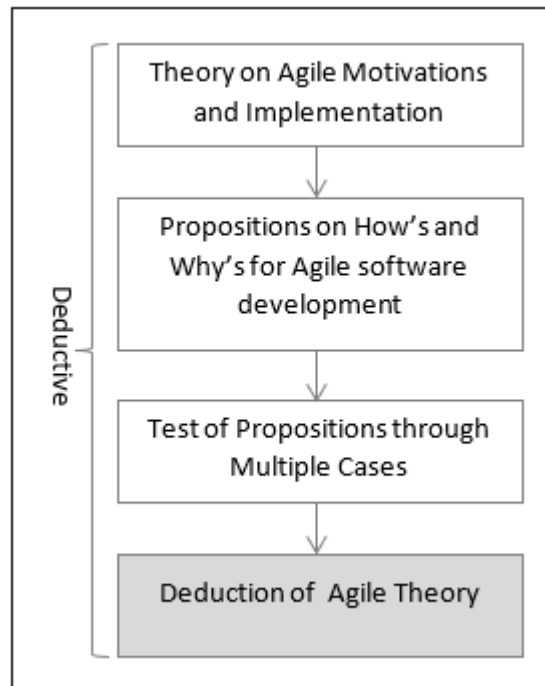 Theory on Agile Motivations
and Implementation
Propositions on How's and
Why's for Agile software
development
Deductive
Test of Propositions through
Multiple Cases
Deduction of Agile Theory